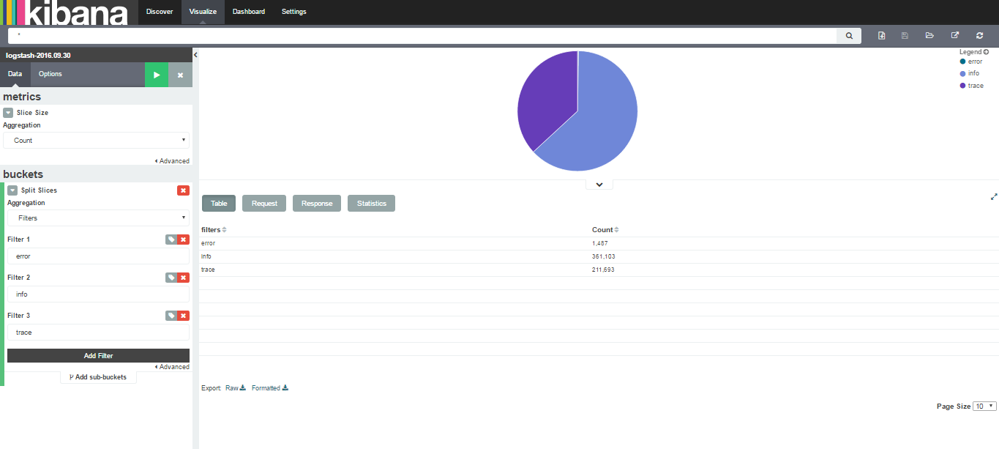 kibana Discover Visualize Dashboard Settings
*
logstash-2016.09.30
Data Options
metrics
Slice Size
Aggregation
Count
Advanced
buckets
Split Slices
Aggregation
Filters
Filter 1
error
Filter 2
info
Filter 3
trace
Add Filter
Advanced
Add sub-buckets
Legend
error
info
trace
Table Request Response Statistics
filters Count
error 1,487
info 361,103
trace 211,693
Export: Raw Formatted
Page Size 10